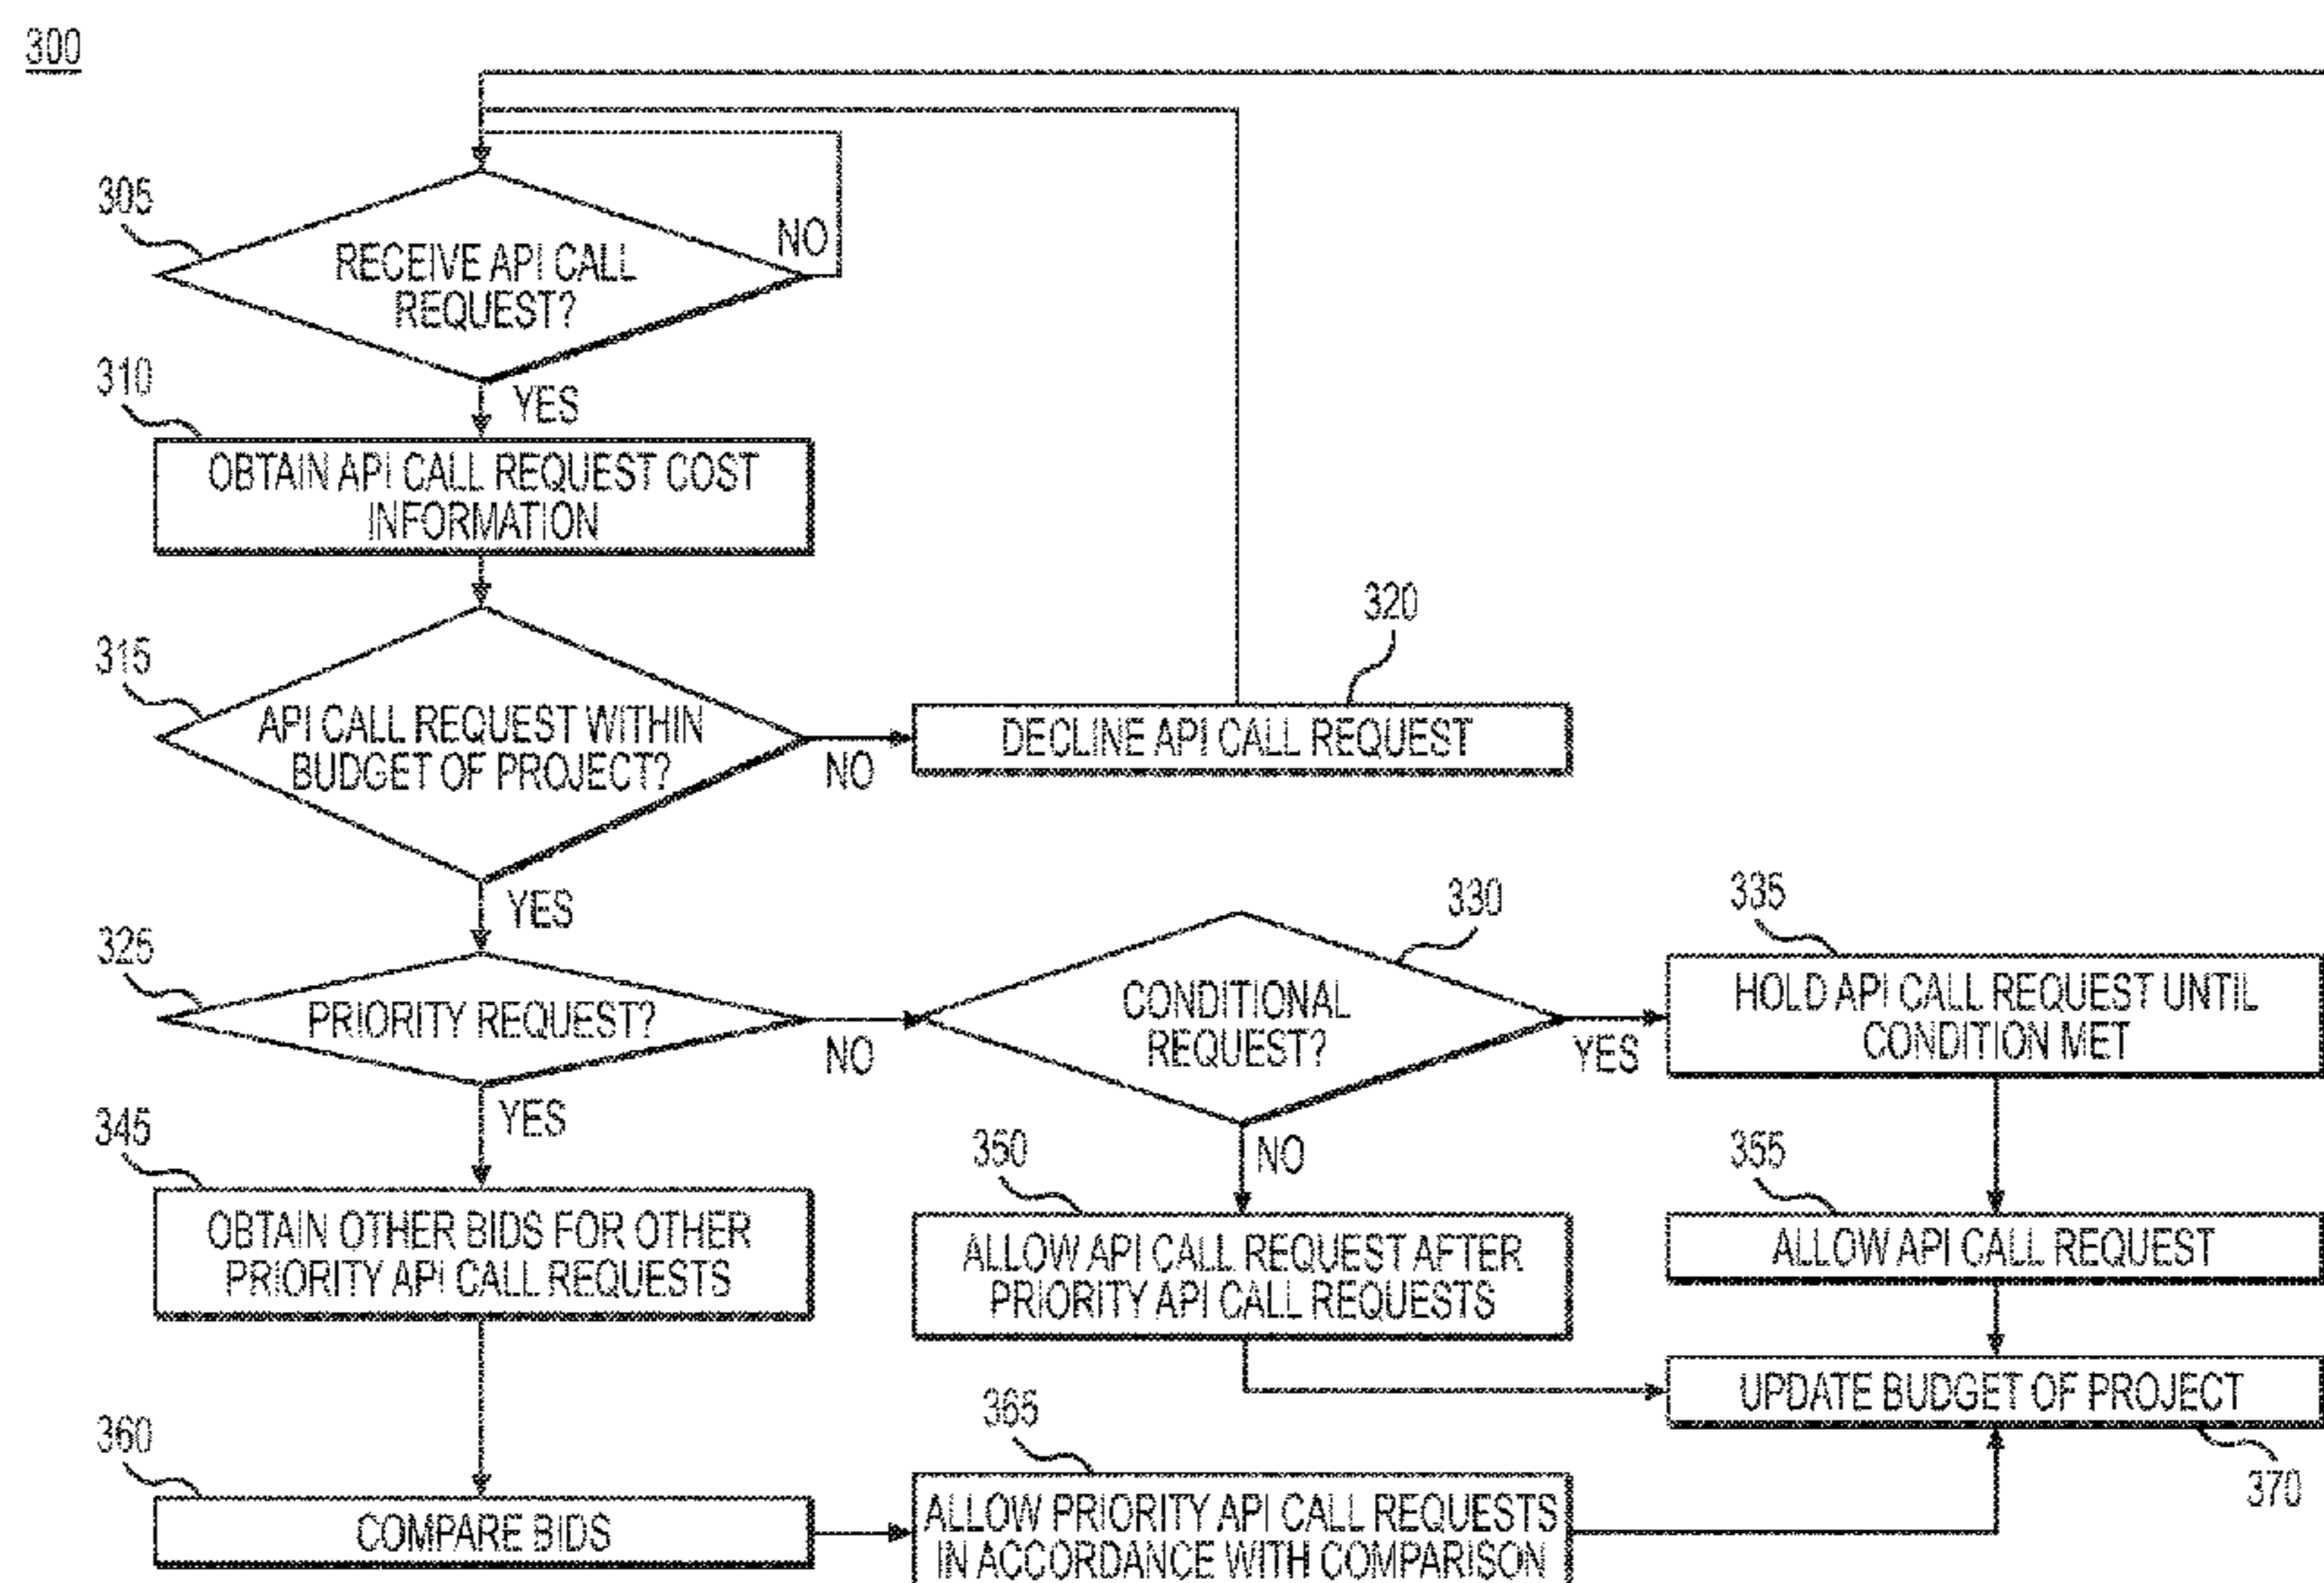 300
305
RECEIVE API CALL
REQUEST?
NO
YES
310
OBTAIN API CALL REQUEST COST
INFORMATION
315
API CALL REQUEST WITHIN
BUDGET OF PROJECT?
NO
320
DECLINE API CALL REQUEST
YES
325
PRIORITY REQUEST?
NO
330
CONDITIONAL
REQUEST?
YES
335
HOLD API CALL REQUEST UNTIL
CONDITION MET
YES
345
OBTAIN OTHER BIDS FOR OTHER
PRIORITY API CALL REQUESTS
NO
350
ALLOW API CALL REQUEST AFTER
PRIORITY API CALL REQUESTS
355
ALLOW API CALL REQUEST
UPDATE BUDGET OF PROJECT
370
360
COMPARE BIDS
365
ALLOW PRIORITY API CALL REQUESTS
IN ACCORDANCE WITH COMPARISON